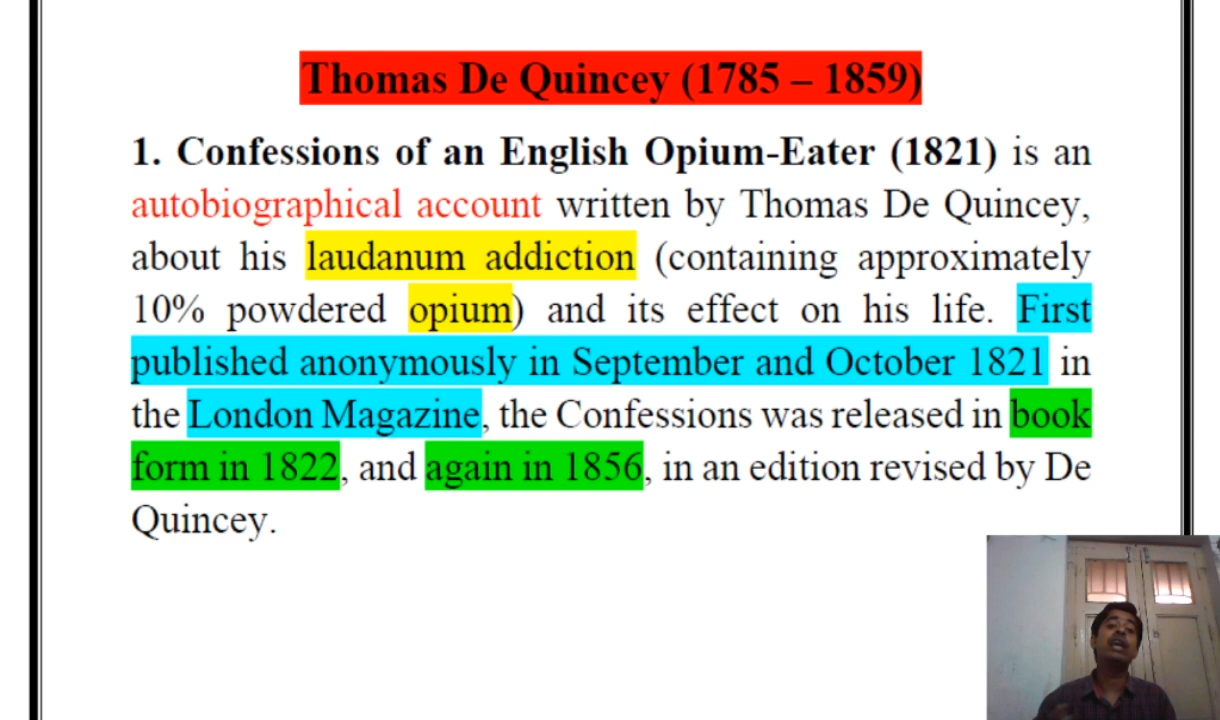 Thomas De Quincey (1785 – 1859)
1. Confessions of an English Opium-Eater (1821) is an
autobiographical account written by Thomas De Quincey,
about his laudanum addiction (containing approximately
10% powdered opium) and its effect on his life. First
published anonymously in September and October 1821 in
the London Magazine, the Confessions was released in book
form in 1822, and again in 1856, in an edition revised by De
Quincey.